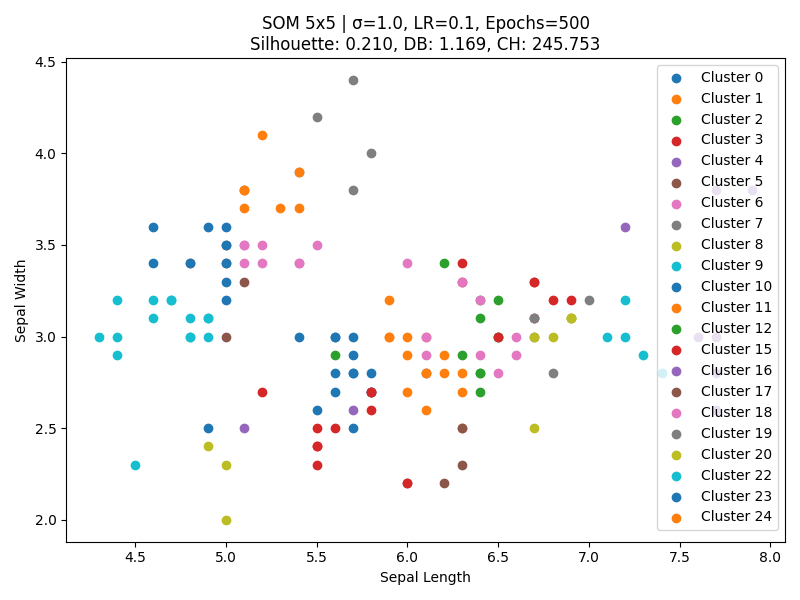 SOM 5x5 | σ=1.0, LR=0.1, Epochs=500
Silhouette: 0.210, DB: 1.169, CH: 245.753
4.5
4.0
3.5
3.0
2.5
2.0
Sepal Width
Cluster 0
Cluster 1
Cluster 2
Cluster 3
Cluster 4
Cluster 5
Cluster 6
Cluster 7
Cluster 8
Cluster 9
Cluster 10
Cluster 11
Cluster 12
Cluster 15
Cluster 16
Cluster 17
Cluster 18
Cluster 19
Cluster 20
Cluster 22
Cluster 23
Cluster 24
4.5 5.0 5.5 6.0 6.5 7.0 7.5 8.0
Sepal Length